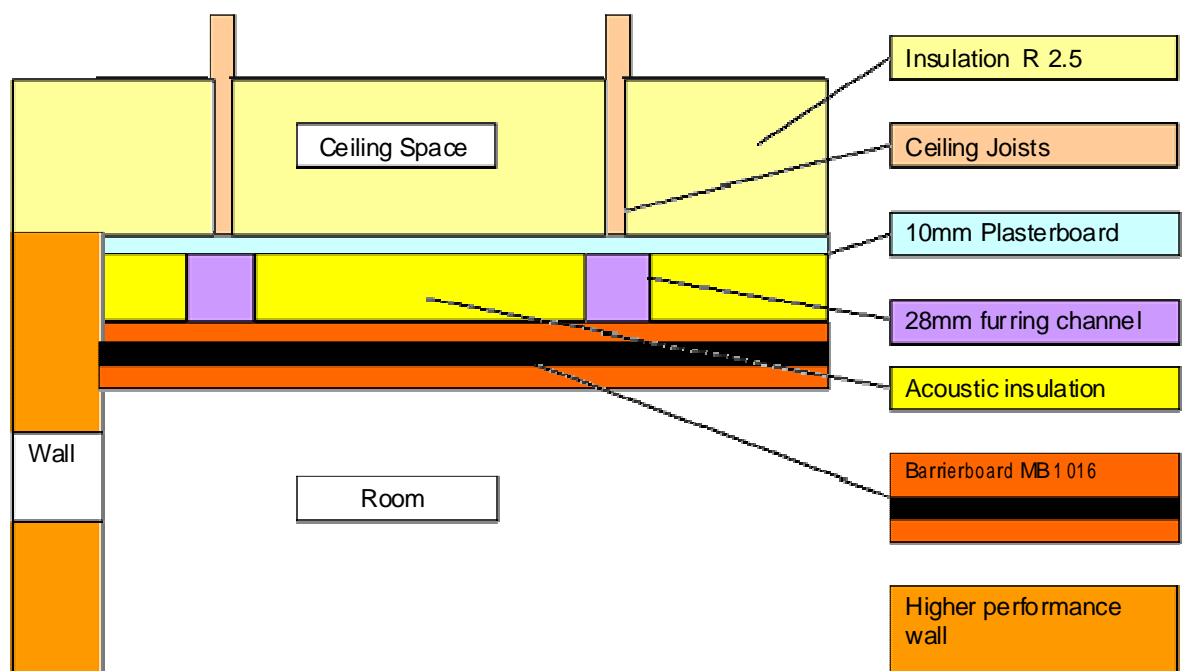 Insulation R 2.5
Ceiling Space
Ceiling Joists
10mm Plasterboard
28mm furring channel
Acoustic insulation
Wall
Barrierboard MB1016
Room
Higher performance
wall